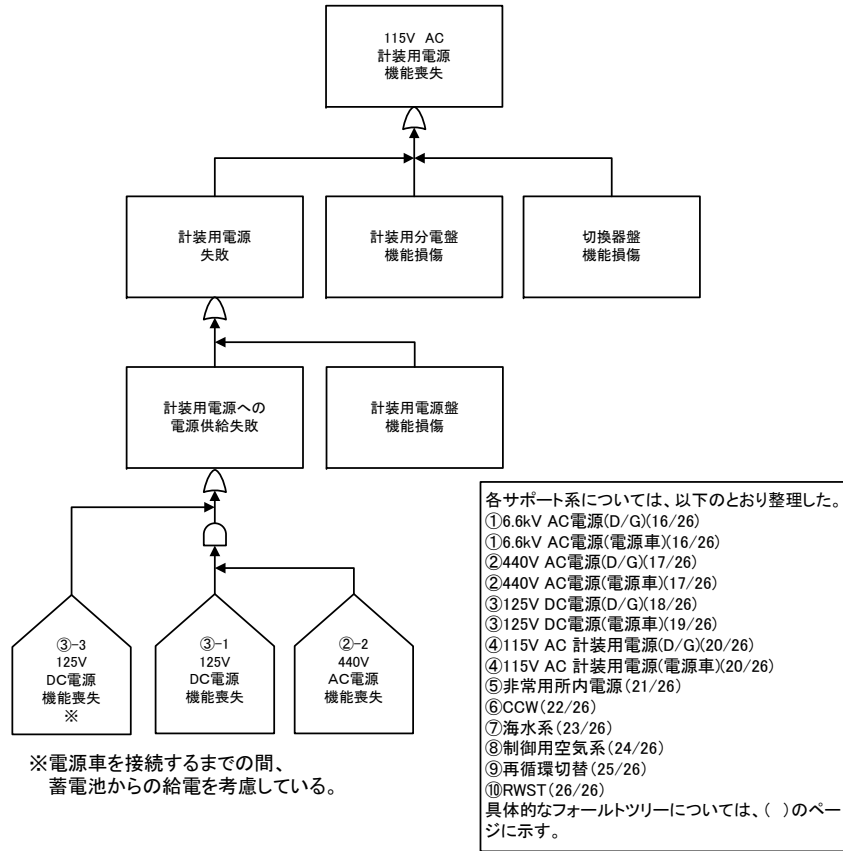 115V AC
計装用電源
機能喪失
計装用電源
失敗
計装用分電盤
機能損傷
切換器盤
機能損傷
計装用電源への
電源供給失敗
計装用電源盤
機能損傷
③-3
125V
DC電源
機能喪失
※
③-1
125V
DC電源
機能喪失
②-2
440V
AC電源
機能喪失
※電源車を接続するまでの間、
蓄電池からの給電を考慮している。
各サポート系については、以下のとおり整理した。
①6.6kV AC電源(D/G)(16/26)
①6.6kV AC電源(電源車)(16/26)
②440V AC電源(D/G)(17/26)
②440V AC電源(電源車)(17/26)
③125V DC電源(D/G)(18/26)
③125V DC電源(電源車)(19/26)
④115V AC 計装用電源(D/G)(20/26)
④115V AC 計装用電源(電源車)(20/26)
⑤非常用所内電源(21/26)
⑥CCW(22/26)
⑦海水系(23/26)
⑧制御用空気系(24/26)
⑨再循環切替(25/26)
⑩RWST(26/26)
具体的なフォールトツリーについては、( )のペー
ジに示す。